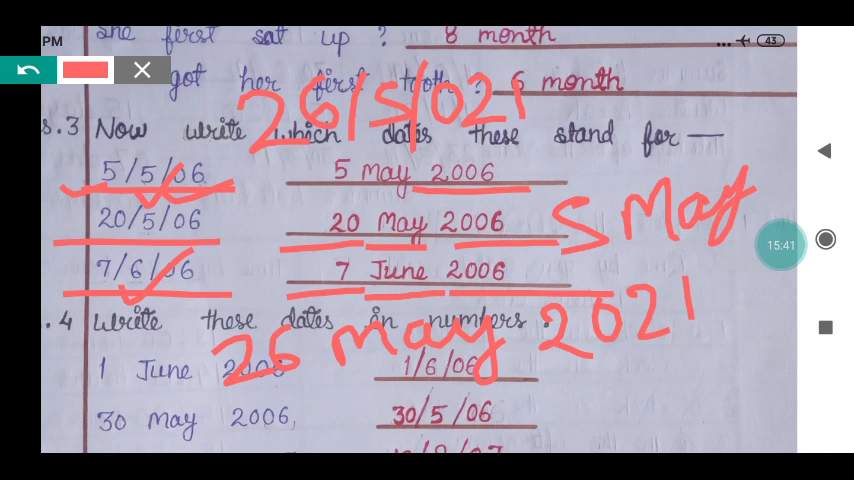 PM
43
she first sat up ? 8 month
got her first tooth ? 6 month
26/5/021
s.3 Now write which dates these stand for —
5/5/06 5 May 2006
20/5/06 20 May 2006
5 May
15:41
7/6/06 7 June 2006
.4 Write these dates in numbers :
26 May 2021
1 June 2006 1/6/06
30 May 2006, 30/5/06